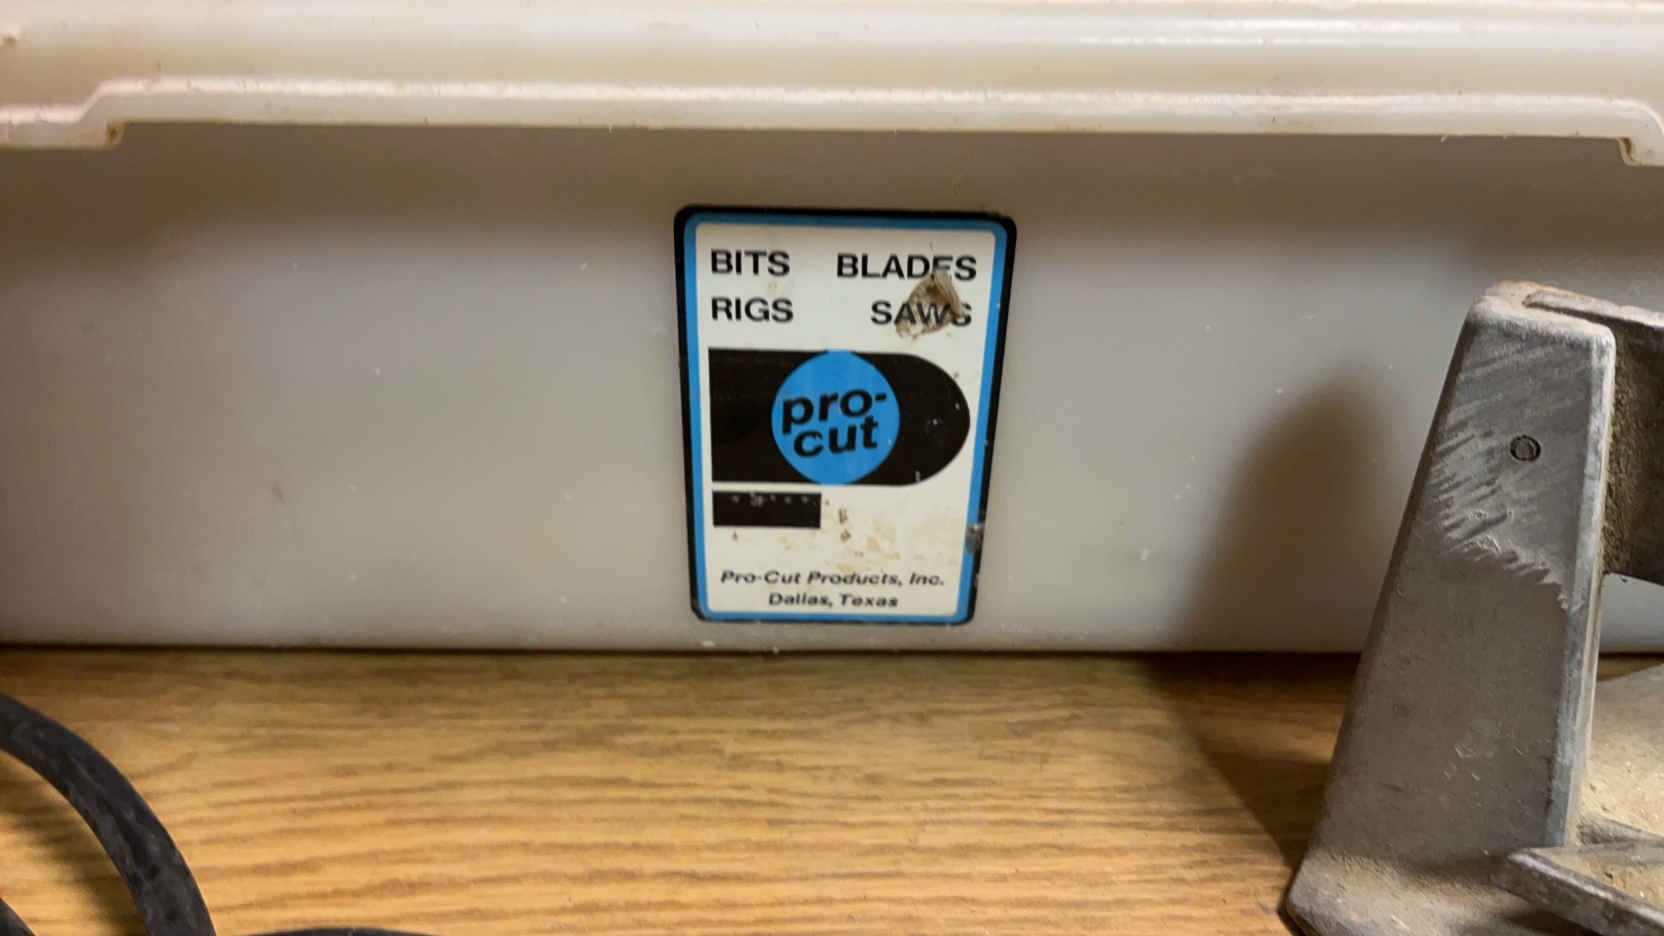 BITS BLADES
RIGS SAWS
pro-
cut
Pro-Cut Products, Inc.
Dallas, Texas